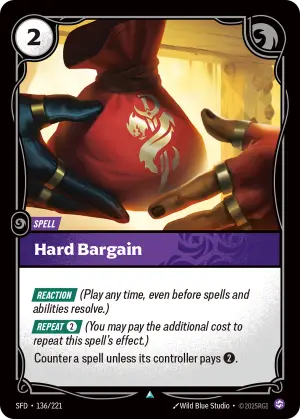 2
SPELL
Hard Bargain
REACTION (Play any time, even before spells and
abilities resolve.)
REPEAT 2 (You may pay the additional cost to
repeat this spell's effect.)
Counter a spell unless its controller pays 2.
SFD • 136/221
Wild Blue Studio • ©2025RGI